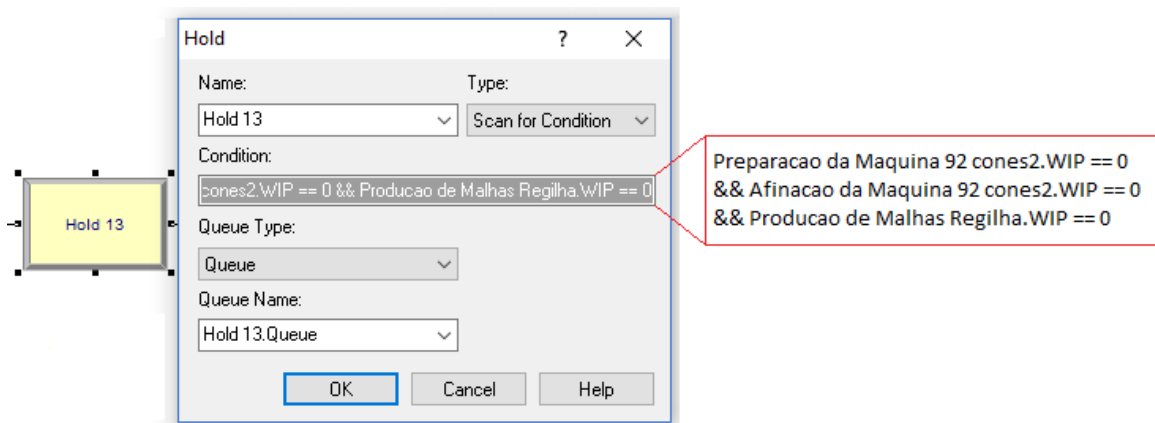 Hold ? X
Name: Type:
Hold 13 Scan for Condition
Condition:
cones2.WIP == 0 && Producao de Malhas Regilha.WIP == 0
Queue Type:
Queue
Queue Name:
Hold 13.Queue
OK Cancel Help
Hold 13
Preparacao da Maquina 92 cones2.WIP == 0
&& Afinacao da Maquina 92 cones2.WIP == 0
&& Producao de Malhas Regilha.WIP == 0